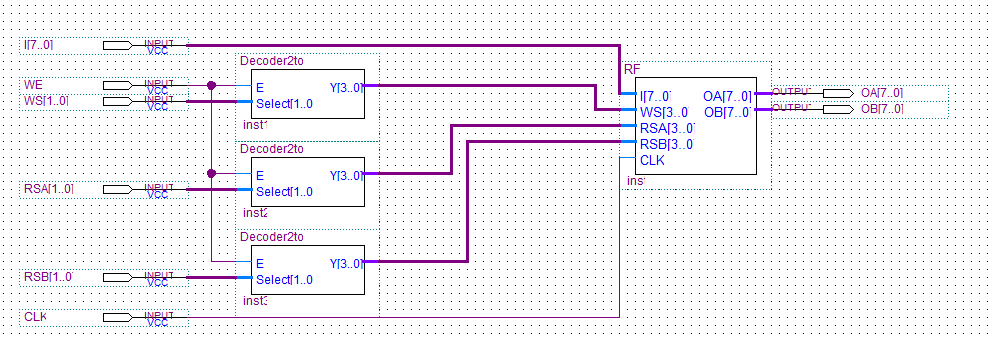 I[7..0] INPUT VCC
WE INPUT VCC
WS[1..0] INPUT VCC
Decoder2to
E Y[3..0]
Select[1..0
inst1
RF
I[7..0] OA[7..0]
WS[3..0 OB[7..0]
RSA[3..0]
RSB[3..0]
CLK
ins
OUTPUT OA[7..0]
OUTPUT OB[7..0]
Decoder2to
E Y[3..0]
Select[1..0
inst2
RSA[1..0] INPUT VCC
Decoder2to
E Y[3..0]
Select[1..0
inst3
RSB[1..0] INPUT VCC
CLK INPUT VCC